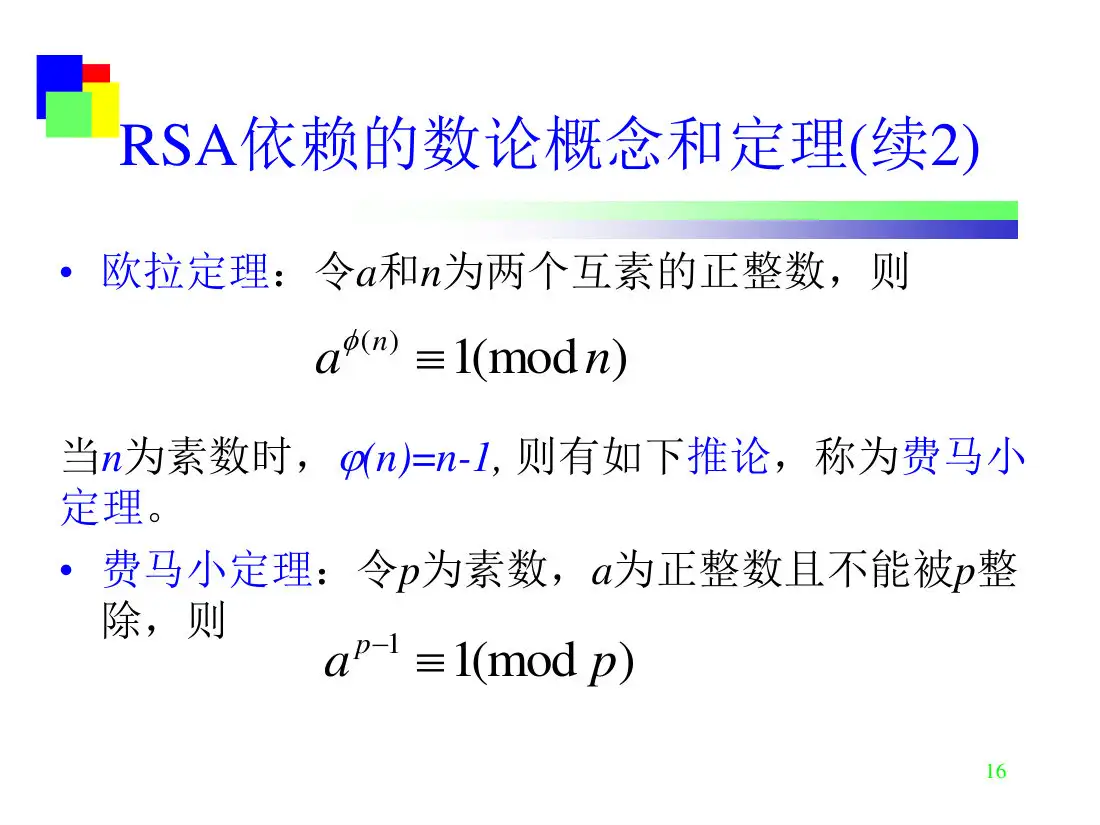 RSA依赖的数论概念和定理(续2)
• 欧拉定理：令a和n为两个互素的正整数，则
a^{ϕ(n)} ≡ 1(mod n)
当n为素数时，φ(n)=n-1, 则有如下推论，称为费马小
定理。
• 费马小定理：令p为素数，a为正整数且不能被p整
除，则
a^{p−1} ≡ 1(mod p)
16